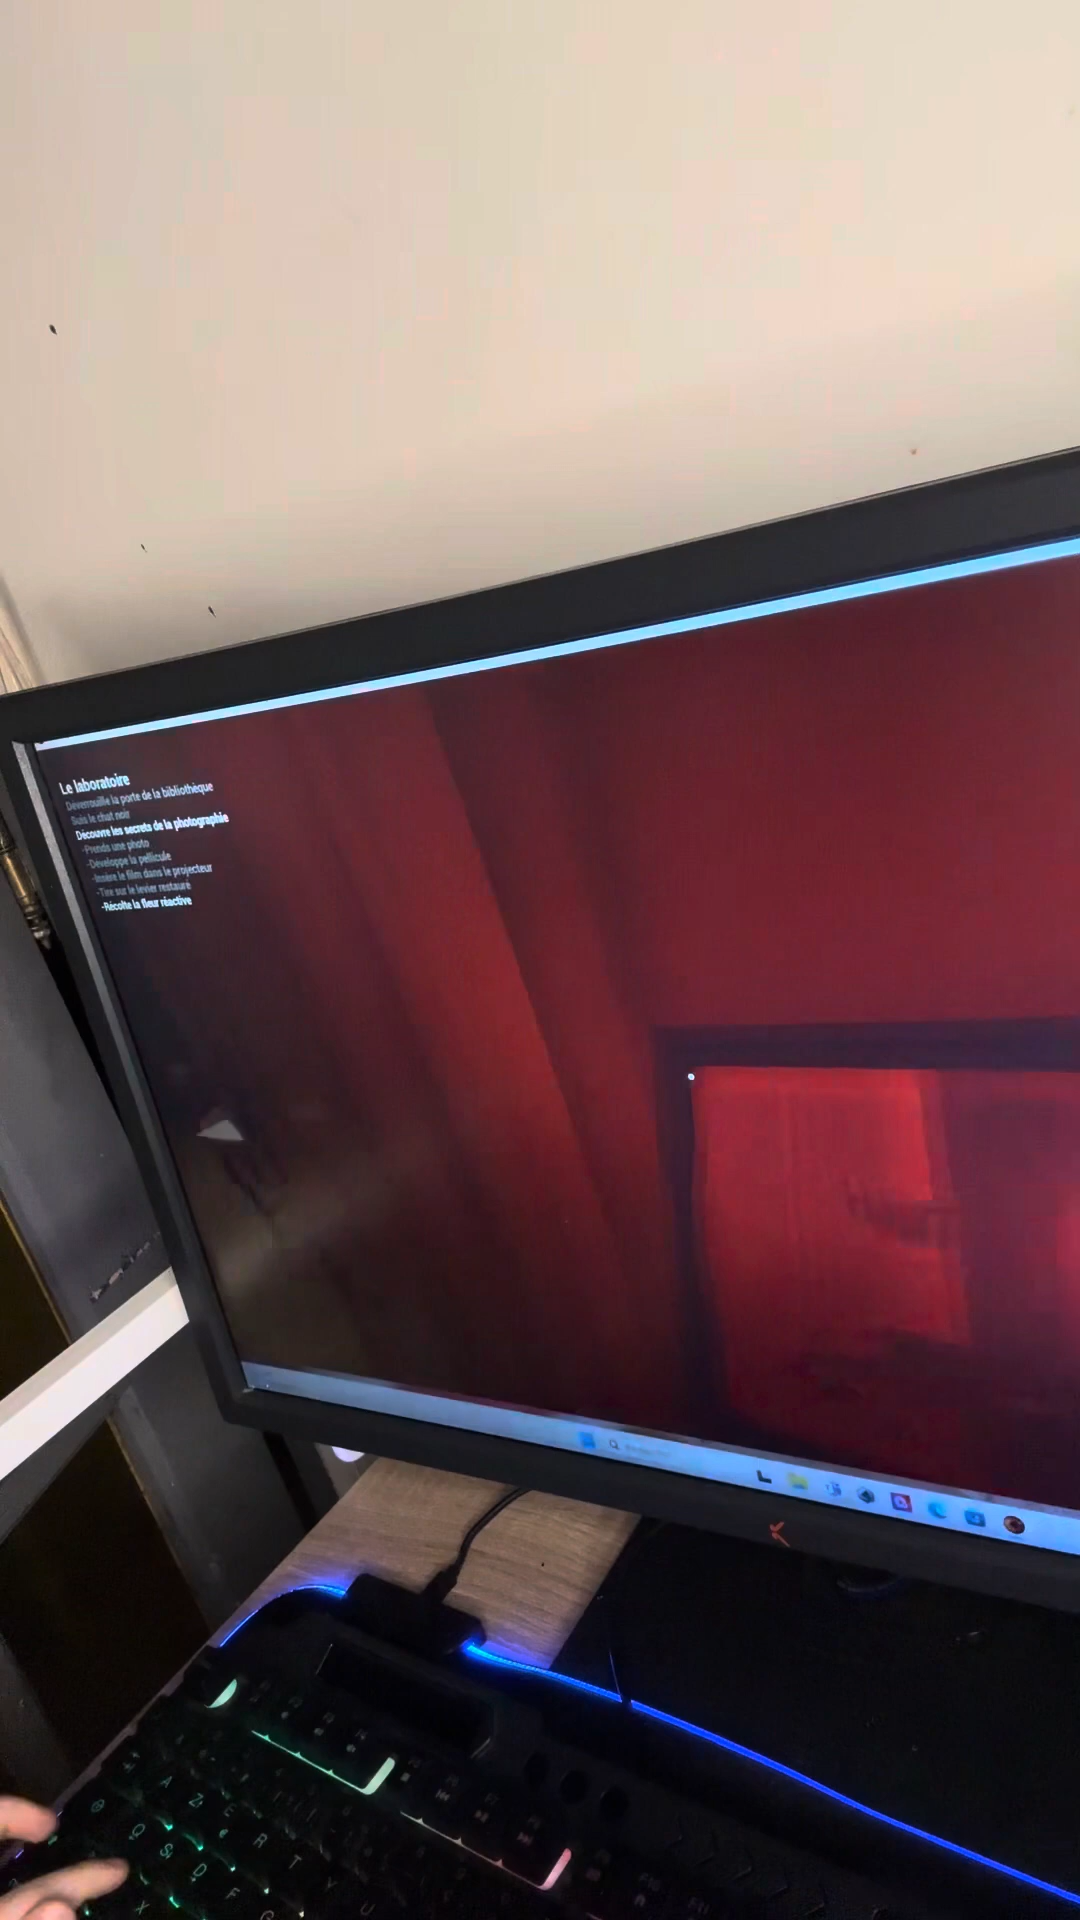 Le laboratoire
Déverrouille la porte de la bibliothèque
Suis le chat noir
Découvre les secrets de la photographie
-Prends une photo
-Développe la pellicule
-Insère le film dans le projecteur
-Tire sur le levier restauré
-Récolte la fleur réactive
A Z E R T
Q S D F G
X
Y
U